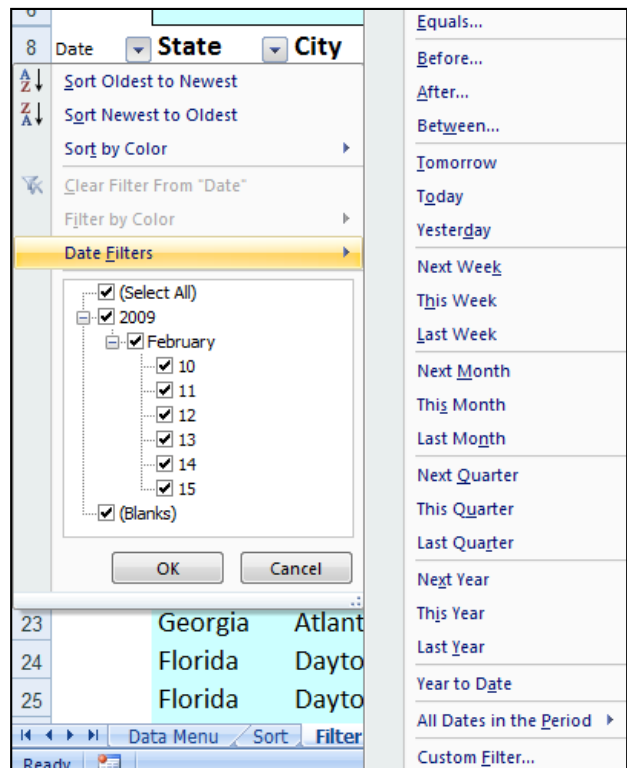 8 Date State City
Sort Oldest to Newest
Sort Newest to Oldest
Sort by Color
Clear Filter From "Date"
Filter by Color
Date Filters
(Select All)
2009
February
10
11
12
13
14
15
(Blanks)
OK Cancel
23 Georgia Atlant
24 Florida Dayto
25 Florida Dayto
Data Menu Sort Filter
Ready
Equals...
Before...
After...
Between...
Tomorrow
Today
Yesterday
Next Week
This Week
Last Week
Next Month
This Month
Last Month
Next Quarter
This Quarter
Last Quarter
Next Year
This Year
Last Year
Year to Date
All Dates in the Period
Custom Filter...